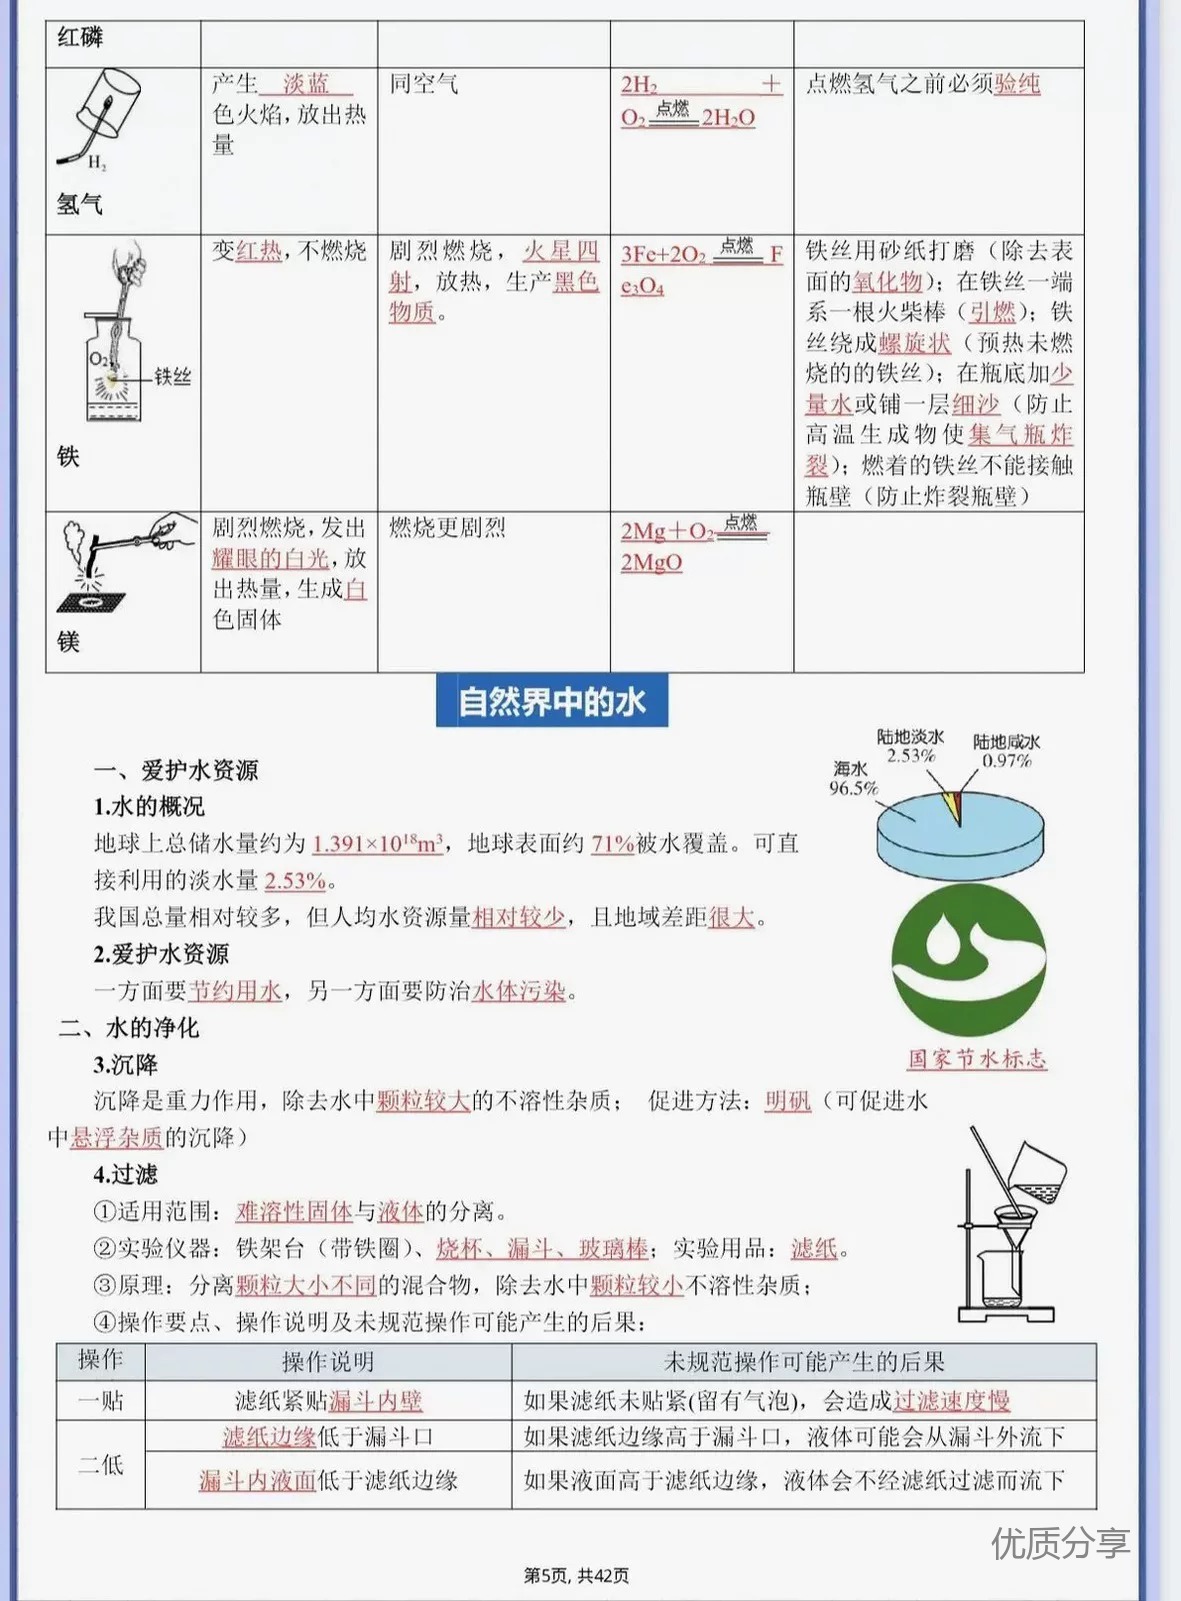 红磷
产生 淡蓝
色火焰，放出热
量
同空气
2H₂ ＋
O₂ 点燃 2H₂O
点燃氢气之前必须验纯
H₂
氢气
变红热，不燃烧
剧烈燃烧，火星四
射，放热，生产黑色
物质。
3Fe+2O₂ 点燃 F
e₃O₄
铁丝用砂纸打磨（除去表
面的氧化物）；在铁丝一端
系一根火柴棒（引燃）；铁
丝绕成螺旋状（预热未燃
烧的的铁丝）；在瓶底加少
量水或铺一层细沙（防止
高温生成物使集气瓶炸
裂）；燃着的铁丝不能接触
瓶壁（防止炸裂瓶壁）
O₂
铁丝
铁
剧烈燃烧，发出
耀眼的白光，放
出热量，生成白
色固体
燃烧更剧烈
2Mg＋O₂ 点燃
2MgO
镁
自然界中的水
陆地淡水
2.53%
陆地咸水
0.97%
海水
96.5%
一、爱护水资源
1.水的概况
地球上总储水量约为 1.391×10¹⁸m³，地球表面约 71%被水覆盖。可直
接利用的淡水量 2.53%。
我国总量相对较多，但人均水资源量相对较少，且地域差距很大。
2.爱护水资源
一方面要节约用水，另一方面要防治水体污染。
国家节水标志
二、水的净化
3.沉降
沉降是重力作用，除去水中颗粒较大的不溶性杂质； 促进方法：明矾（可促进水
中悬浮杂质的沉降）
4.过滤
①适用范围：难溶性固体与液体的分离。
②实验仪器：铁架台（带铁圈）、烧杯、漏斗、玻璃棒；实验用品：滤纸。
③原理：分离颗粒大小不同的混合物，除去水中颗粒较小不溶性杂质；
④操作要点、操作说明及未规范操作可能产生的后果：
操作 操作说明 未规范操作可能产生的后果
一贴 滤纸紧贴漏斗内壁 如果滤纸未贴紧(留有气泡)，会造成过滤速度慢
滤纸边缘低于漏斗口 如果滤纸边缘高于漏斗口，液体可能会从漏斗外流下
二低
漏斗内液面低于滤纸边缘 如果液面高于滤纸边缘，液体会不经滤纸过滤而流下
优质分享
第5页, 共42页